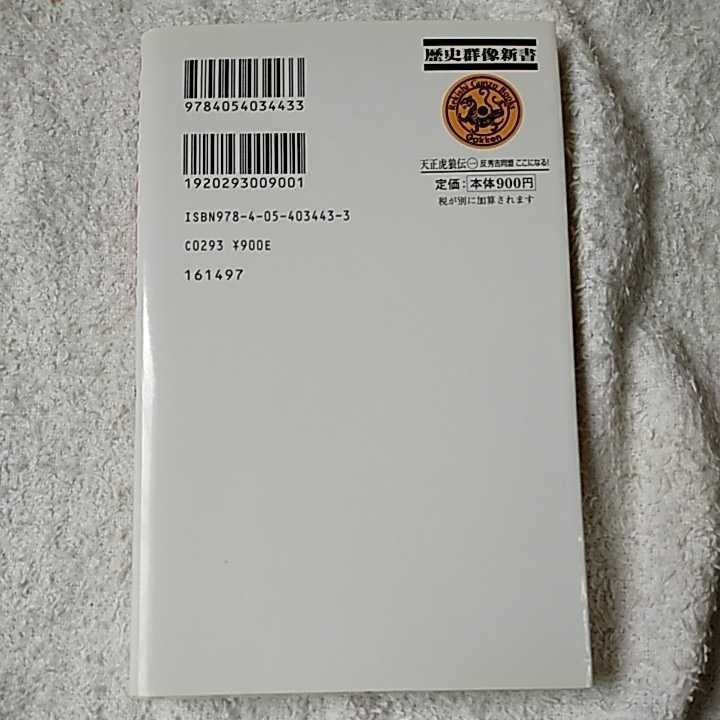 歴史群像新書
Rekishi Gunzo Books
Gakken
9784054034433
1920293009001
天正虎狼伝 反秀吉同盟 ここになる!
定価:本体900円
税が別に加算されます
ISBN978-4-05-403443-3
C0293 ¥900E
161497